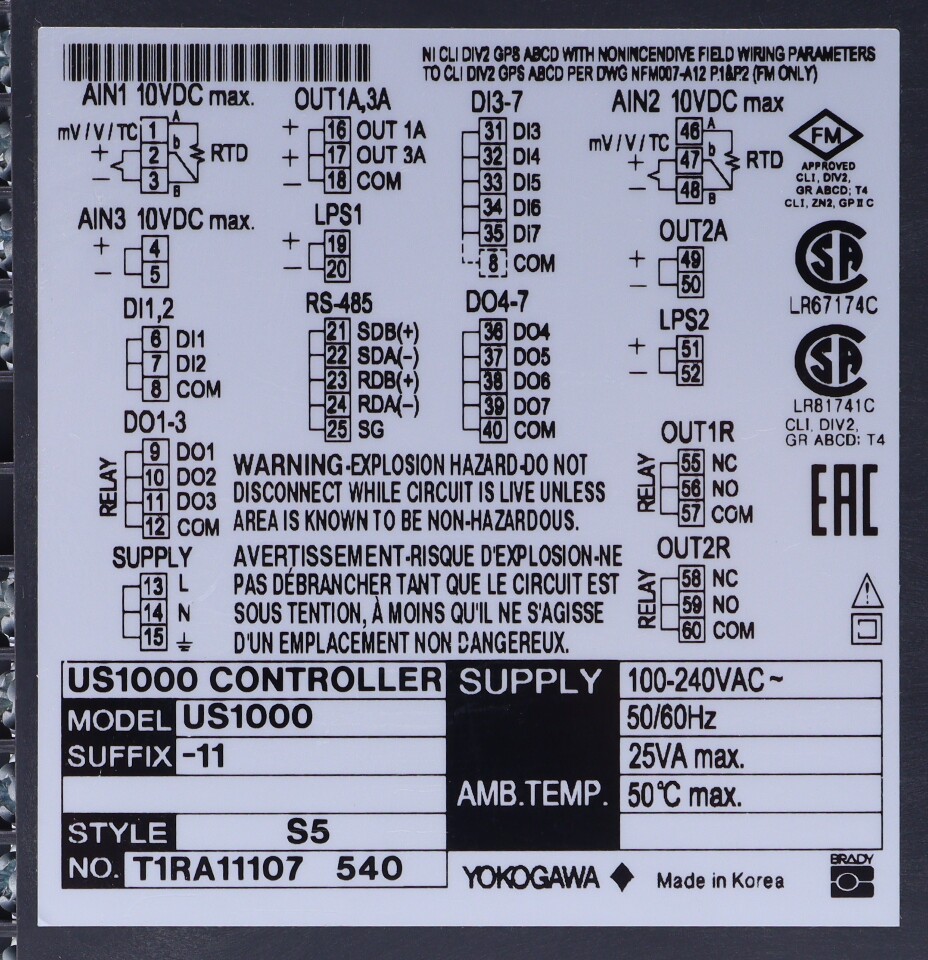 NI CLI DIV2 GPS ABCD WITH NONINCENDIVE FIELD WIRING PARAMETERS
TO CLI DIV2 GPS ABCD PER DWG NFM007-A12 P.1&P2 (FM ONLY)
AIN1 10VDC max.
mV / V / TC 1 A
+ 2 b RTD
− 3 B
AIN3 10VDC max.
+ 4
− 5
DI1,2
6 DI1
7 DI2
8 COM
DO1-3
RELAY
9 DO1
10 DO2
11 DO3
12 COM
SUPPLY
13 L
14 N
15 ⏚
OUT1A,3A
+ 16 OUT 1A
+ 17 OUT 3A
− 18 COM
LPS1
+ 19
− 20
RS-485
21 SDB(+)
22 SDA(−)
23 RDB(+)
24 RDA(−)
25 SG
DI3-7
31 DI3
32 DI4
33 DI5
34 DI6
35 DI7
8 COM
DO4-7
36 DO4
37 DO5
38 DO6
39 DO7
40 COM
AIN2 10VDC max
mV / V / TC 46 A
+ 47 b RTD
− 48 B
OUT2A
+ 49
− 50
LPS2
+ 51
− 52
OUT1R
RELAY
55 NC
56 NO
57 COM
OUT2R
RELAY
58 NC
59 NO
60 COM
FM
APPROVED
CLI, DIV2,
GR ABCD; T4
CLI, ZN2, GP II C
SA
LR67174C
SA
LR81741C
CLI, DIV2,
GR ABCD: T4
EAC
WARNING-EXPLOSION HAZARD-DO NOT
DISCONNECT WHILE CIRCUIT IS LIVE UNLESS
AREA IS KNOWN TO BE NON-HAZARDOUS.
AVERTISSEMENT-RISQUE D'EXPLOSION-NE
PAS DÉBRANCHER TANT QUE LE CIRCUIT EST
SOUS TENTION, À MOINS QU'IL NE S'AGISSE
D'UN EMPLACEMENT NON DANGEREUX.
US1000 CONTROLLER
MODEL US1000
SUFFIX -11
STYLE S5
NO. T1RA11107 540
SUPPLY 100-240VAC ~
50/60Hz
25VA max.
AMB.TEMP. 50°C max.
YOKOGAWA ◆ Made in Korea
BRADY